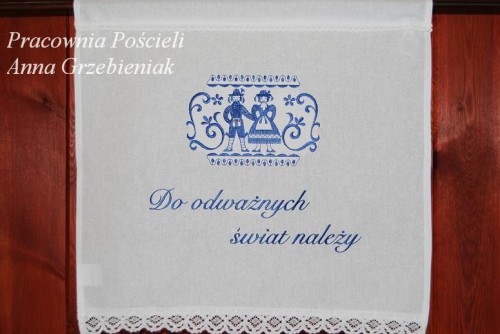 Pracownia Pościeli
Anna Grzebieniak
Do odważnych
świat należy